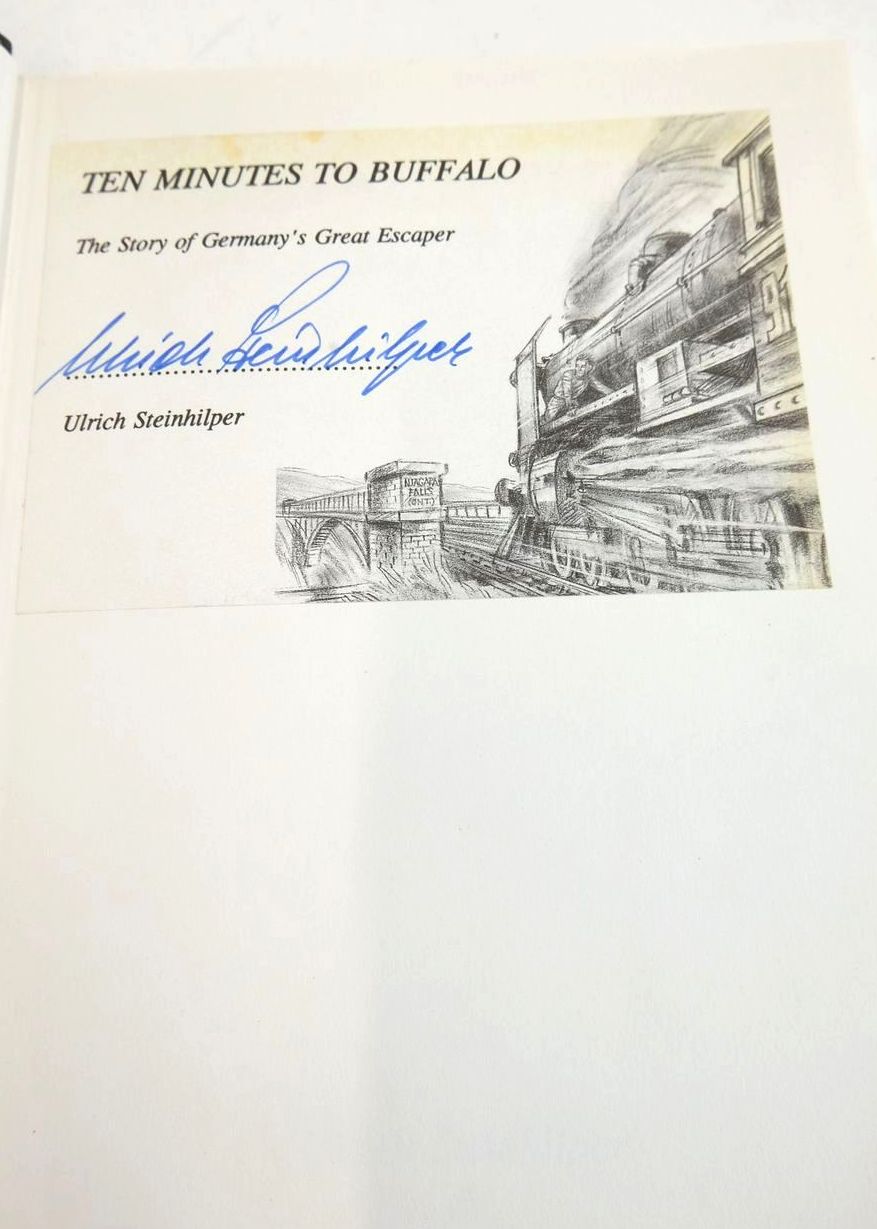 TEN MINUTES TO BUFFALO
The Story of Germany's Great Escaper
Ulrich Steinhilper
Ulrich Steinhilper
NIAGARA
FALLS
(ONT.)